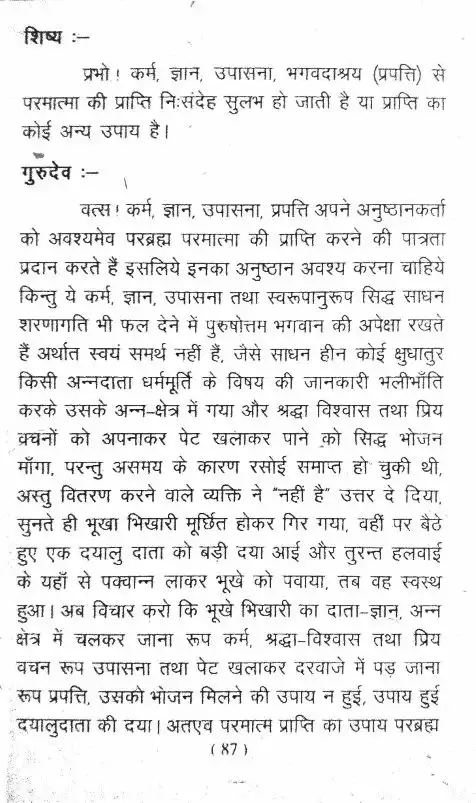 शिष्य :–
प्रभो! कर्म, ज्ञान, उपासना, भगवदाश्रय (प्रपत्ति) से
परमात्मा की प्राप्ति निःसंदेह सुलभ हो जाती है या प्राप्ति का
कोई अन्य उपाय है।
गुरुदेव :–
वत्स! कर्म, ज्ञान, उपासना, प्रपत्ति अपने अनुष्ठानकर्ता
को अवश्यमेव परब्रह्म परमात्मा की प्राप्ति करने की पात्रता
प्रदान करते हैं इसलिये इनका अनुष्ठान अवश्य करना चाहिये
किन्तु ये कर्म, ज्ञान, उपासना तथा स्वरूपानुरूप सिद्ध साधन
शरणागति भी फल देने में पुरुषोत्तम भगवान की अपेक्षा रखते
हैं अर्थात स्वयं समर्थ नहीं हैं, जैसे साधन हीन कोई क्षुधातुर
किसी अन्नदाता धर्ममूर्ति के विषय की जानकारी भलीभाँति
करके उसके अन्न–क्षेत्र में गया और श्रद्धा विश्वास तथा प्रिय
वचनों को अपनाकर पेट खलाकर पाने को सिद्ध भोजन
माँगा, परन्तु असमय के कारण रसोई समाप्त हो चुकी थी,
अस्तु वितरण करने वाले व्यक्ति ने "नहीं है" उत्तर दे दिया,
सुनते ही भूखा भिखारी मूर्छित होकर गिर गया, वहीं पर बैठे
हुए एक दयालु दाता को बड़ी दया आई और तुरन्त हलवाई
के यहाँ से पक्वान्न लाकर भूखे को पवाया, तब वह स्वस्थ
हुआ। अब विचार करो कि भूखे भिखारी का दाता–ज्ञान, अन्न
क्षेत्र में चलकर जाना रूप कर्म, श्रद्धा–विश्वास तथा प्रिय
वचन रूप उपासना तथा पेट खलाकर दरवाजे में पड़ जाना
रूप प्रपत्ति, उसको भोजन मिलने की उपाय न हुई, उपाय हुई
दयालुदाता की दया। अतएव परमात्म प्राप्ति का उपाय परब्रह्म
(87)